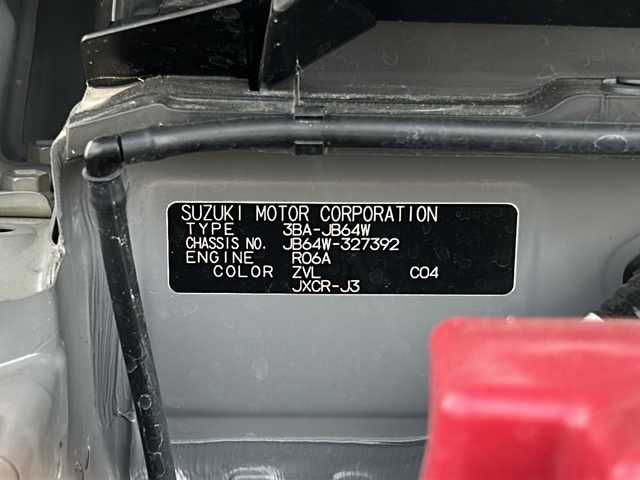 SUZUKI MOTOR CORPORATION
TYPE 3BA-JB64W
CHASSIS NO. JB64W-327392
ENGINE R06A
COLOR ZVL C04
JXCR-J3